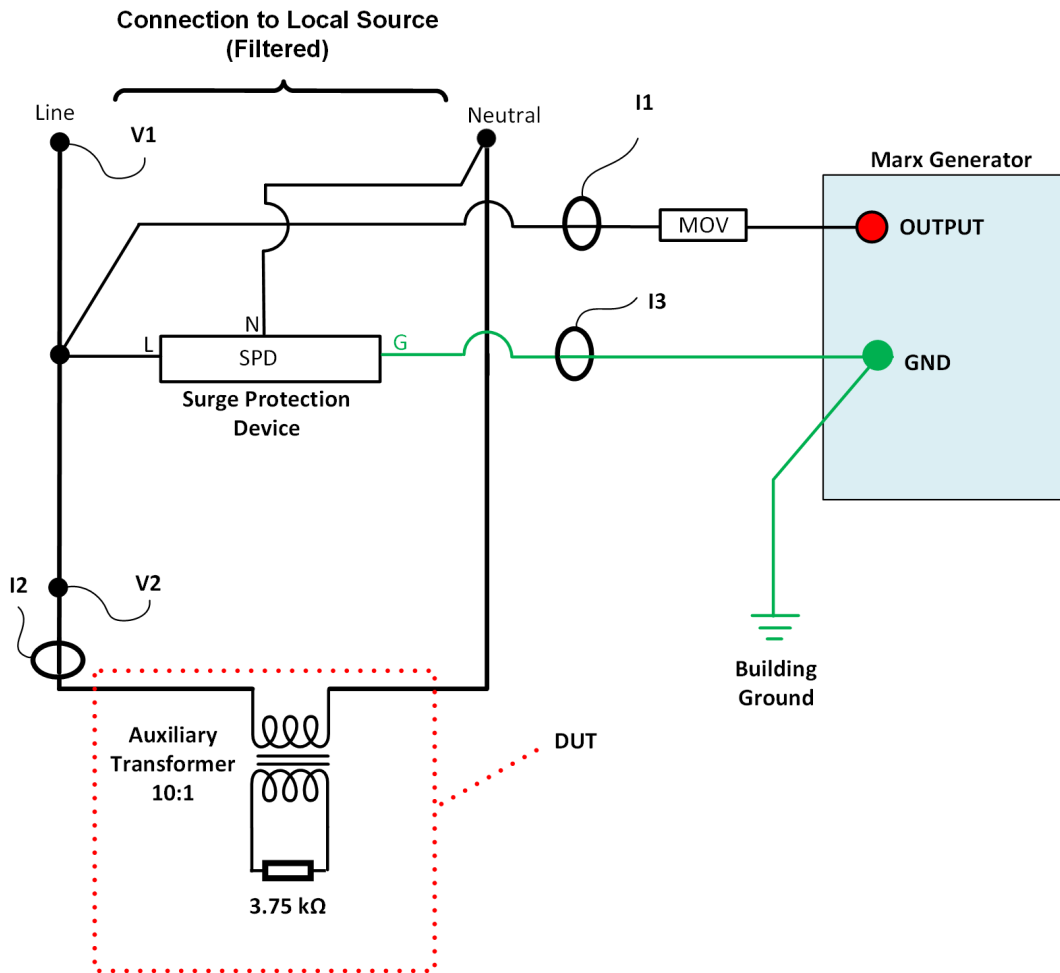 Connection to Local Source
(Filtered)
Line
V1
Neutral
I1
Marx Generator
MOV
OUTPUT
I3
N
L
SPD
G
GND
Surge Protection
Device
I2
V2
Building
Ground
Auxiliary
Transformer
10:1
DUT
3.75 kΩ